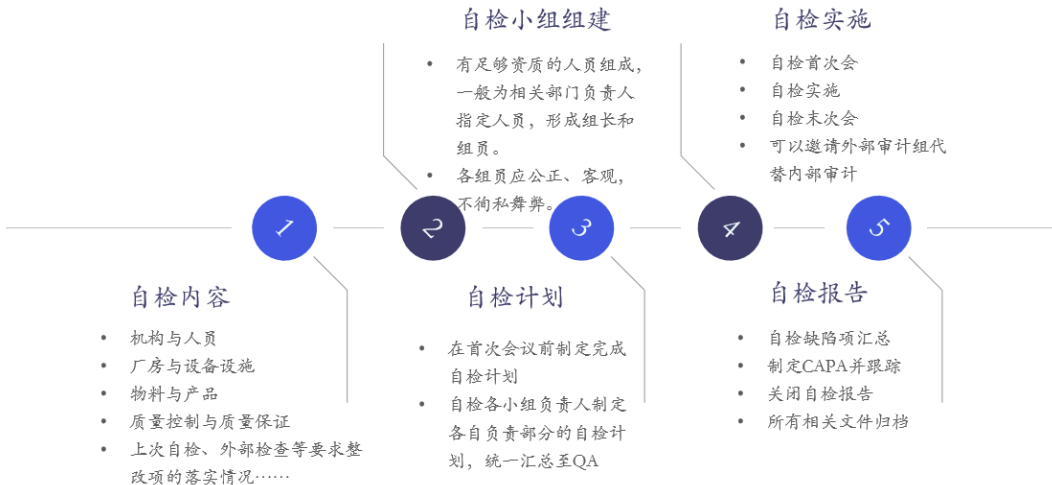 自检小组组建
• 有足够资质的人员组成，
一般为相关部门负责人
指定人员，形成组长和
组员。
• 各组员应公正、客观，
不徇私舞弊。
自检实施
• 自检首次会
• 自检实施
• 自检末次会
• 可以邀请外部审计组代
替内部审计
1
2
3
4
5
自检内容
• 机构与人员
• 厂房与设备设施
• 物料与产品
• 质量控制与质量保证
• 上次自检、外部检查等要求整
改项的落实情况……
自检计划
• 在首次会议前制定完成
自检计划
• 自检各小组负责人制定
各自负责部分的自检计
划，统一汇总至QA
自检报告
• 自检缺陷项汇总
• 制定CAPA并跟踪
• 关闭自检报告
• 所有相关文件归档